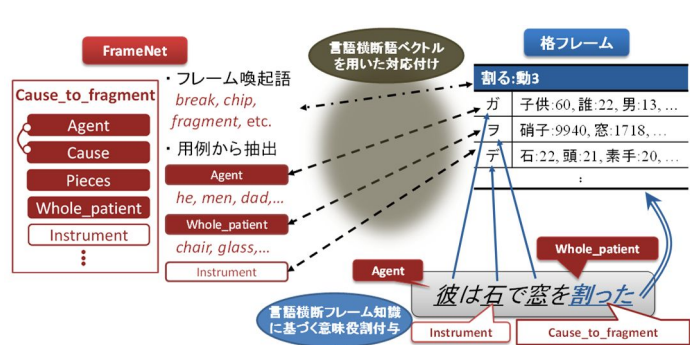 FrameNet
Cause_to_fragment
Agent
Cause
Pieces
Whole_patient
Instrument
・フレーム喚起語
break, chip,
fragment, etc.
・用例から抽出
Agent
he, men, dad,...
Whole_patient
chair, glass,...
Instrument
言語横断語ベクトル
を用いた対応付け
格フレーム
割る:動3
ガ 子供:60, 誰:22, 男:13, ...
ヲ 硝子:9940, 窓:1718, ...
デ 石:22, 頭:21, 素手:20, ...
:
Whole_patient
Agent
彼は石で窓を割った
Instrument
Cause_to_fragment
言語横断フレーム知識
に基づく意味役割付与